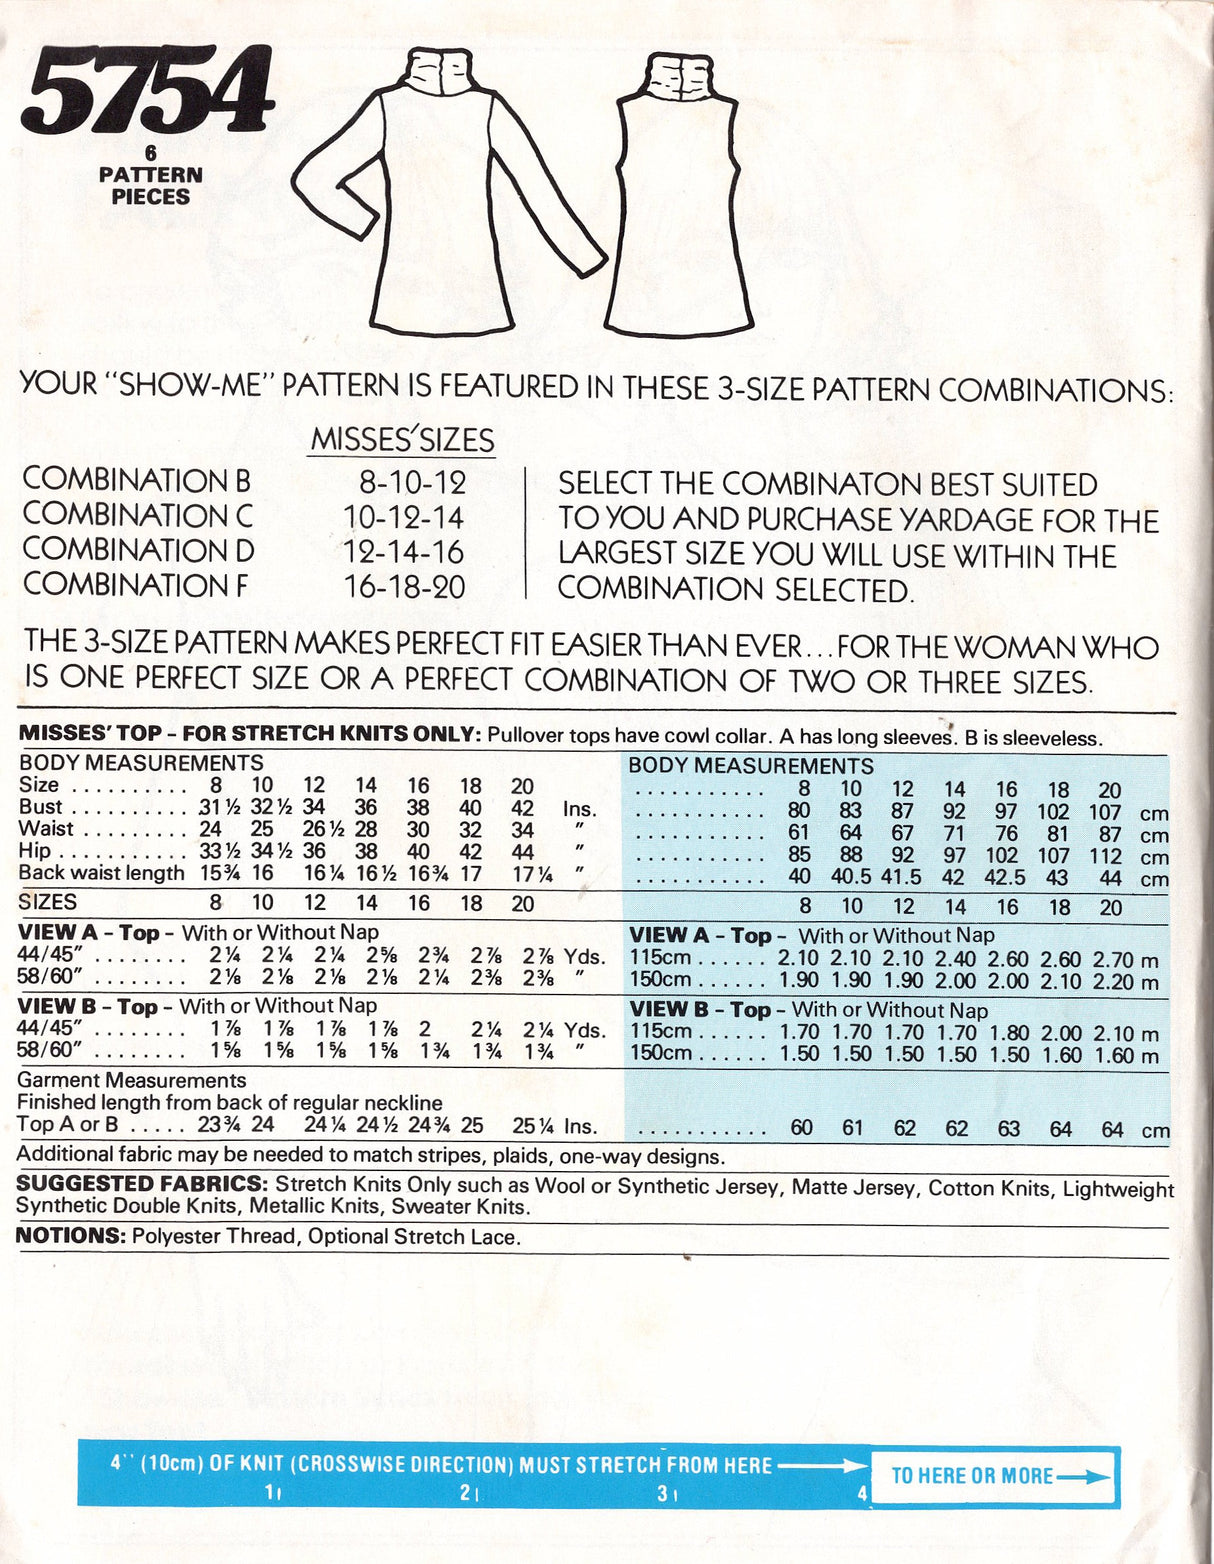 5754
6
PATTERN
PIECES
YOUR "SHOW-ME" PATTERN IS FEATURED IN THESE 3-SIZE PATTERN COMBINATIONS:
MISSES' SIZES
COMBINATION B 8-10-12
COMBINATION C 10-12-14
COMBINATION D 12-14-16
COMBINATION F 16-18-20
SELECT THE COMBINATON BEST SUITED
TO YOU AND PURCHASE YARDAGE FOR THE
LARGEST SIZE YOU WILL USE WITHIN THE
COMBINATION SELECTED.
THE 3-SIZE PATTERN MAKES PERFECT FIT EASIER THAN EVER...FOR THE WOMAN WHO
IS ONE PERFECT SIZE OR A PERFECT COMBINATION OF TWO OR THREE SIZES.
MISSES' TOP – FOR STRETCH KNITS ONLY: Pullover tops have cowl collar. A has long sleeves. B is sleeveless.
BODY MEASUREMENTS
Size .......... 8 10 12 14 16 18 20
Bust .......... 31½ 32½ 34 36 38 40 42 Ins.
Waist ......... 24 25 26½ 28 30 32 34 "
Hip ........... 33½ 34½ 36 38 40 42 44 "
Back waist length 15¾ 16 16¼ 16½ 16¾ 17 17¼ "
SIZES 8 10 12 14 16 18 20
VIEW A – Top – With or Without Nap
44/45" ........ 2¼ 2¼ 2¼ 2⅝ 2¾ 2⅞ 2⅞ Yds.
58/60" ........ 2⅛ 2⅛ 2⅛ 2⅛ 2¼ 2⅜ 2⅜ "
VIEW B – Top – With or Without Nap
44/45" ........ 1⅞ 1⅞ 1⅞ 1⅞ 2 2¼ 2¼ Yds.
58/60" ........ 1⅝ 1⅝ 1⅝ 1⅝ 1¾ 1¾ 1¾ "
Garment Measurements
Finished length from back of regular neckline
Top A or B ..... 23¾ 24 24¼ 24½ 24¾ 25 25¼ Ins.
BODY MEASUREMENTS
........... 8 10 12 14 16 18 20
........... 80 83 87 92 97 102 107 cm
........... 61 64 67 71 76 81 87 cm
........... 85 88 92 97 102 107 112 cm
........... 40 40.5 41.5 42 42.5 43 44 cm
8 10 12 14 16 18 20
VIEW A – Top – With or Without Nap
115cm ...... 2.10 2.10 2.10 2.40 2.60 2.60 2.70 m
150cm ...... 1.90 1.90 1.90 2.00 2.00 2.10 2.20 m
VIEW B – Top – With or Without Nap
115cm ...... 1.70 1.70 1.70 1.70 1.80 2.00 2.10 m
150cm ...... 1.50 1.50 1.50 1.50 1.50 1.60 1.60 m
........... 60 61 62 62 63 64 64 cm
Additional fabric may be needed to match stripes, plaids, one-way designs.
SUGGESTED FABRICS: Stretch Knits Only such as Wool or Synthetic Jersey, Matte Jersey, Cotton Knits, Lightweight
Synthetic Double Knits, Metallic Knits, Sweater Knits.
NOTIONS: Polyester Thread, Optional Stretch Lace.
4" (10cm) OF KNIT (CROSSWISE DIRECTION) MUST STRETCH FROM HERE
TO HERE OR MORE
1 2 3 4